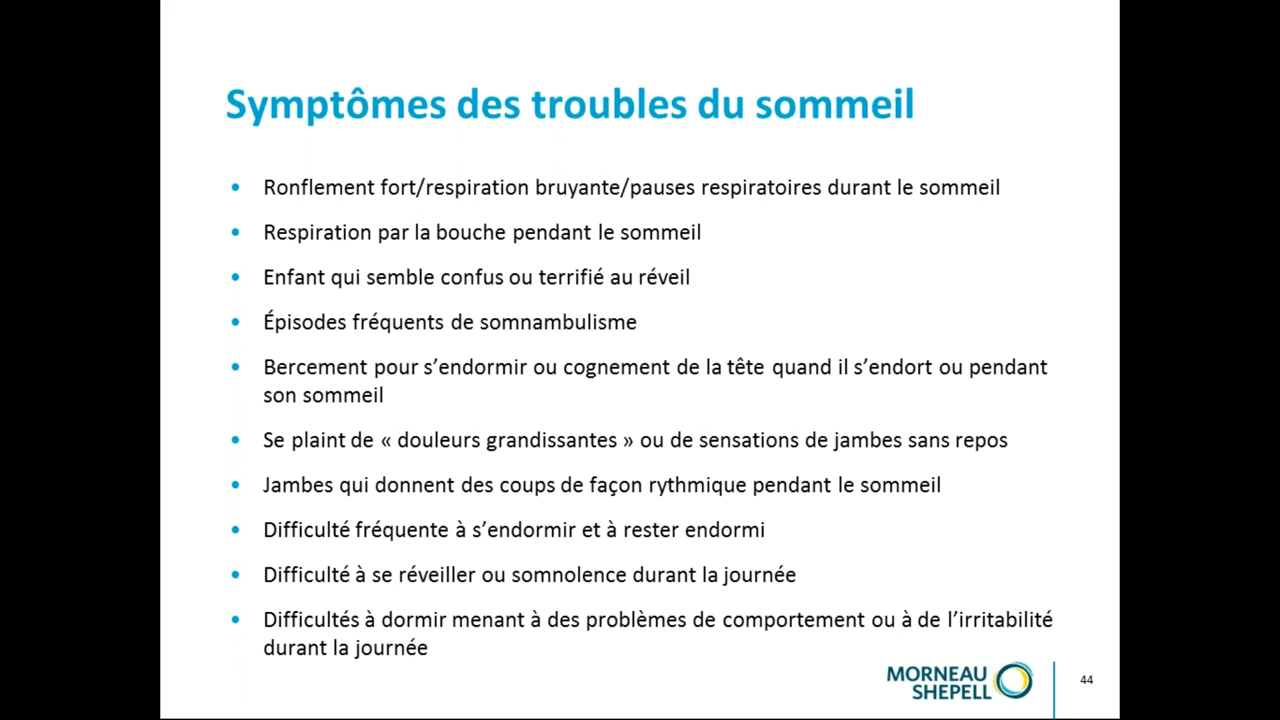 Symptômes des troubles du sommeil
• Ronflement fort/respiration bruyante/pauses respiratoires durant le sommeil
• Respiration par la bouche pendant le sommeil
• Enfant qui semble confus ou terrifié au réveil
• Épisodes fréquents de somnambulisme
• Bercement pour s’endormir ou cognement de la tête quand il s’endort ou pendant
son sommeil
• Se plaint de « douleurs grandissantes » ou de sensations de jambes sans repos
• Jambes qui donnent des coups de façon rythmique pendant le sommeil
• Difficulté fréquente à s’endormir et à rester endormi
• Difficulté à se réveiller ou somnolence durant la journée
• Difficultés à dormir menant à des problèmes de comportement ou à de l’irritabilité
durant la journée
MORNEAU
SHEPELL
44